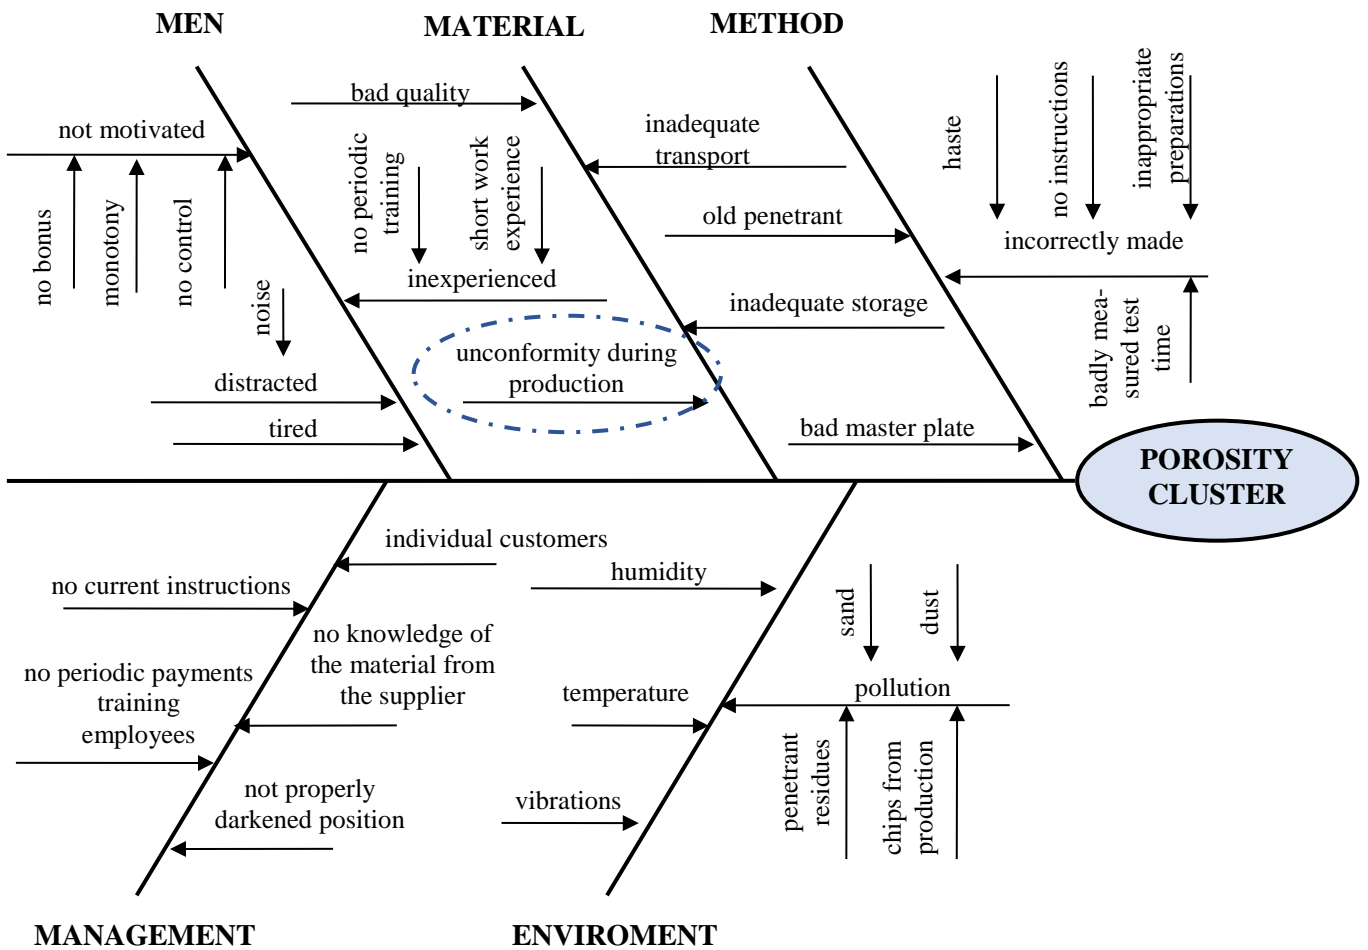 MEN
MATERIAL
METHOD
not motivated
no bonus
monotony
no control
noise
distracted
tired
bad quality
no periodic
training
short work
experience
inexperienced
unconformity during
production
inadequate
transport
old penetrant
inadequate storage
bad master plate
haste
no instructions
inappropriate
preparations
incorrectly made
badly mea-
sured test
time
POROSITY
CLUSTER
individual customers
no current instructions
no knowledge of
the material from
the supplier
no periodic payments
training
employees
not properly
darkened position
humidity
temperature
vibrations
sand
dust
pollution
penetrant
residues
chips from
production
MANAGEMENT
ENVIROMENT